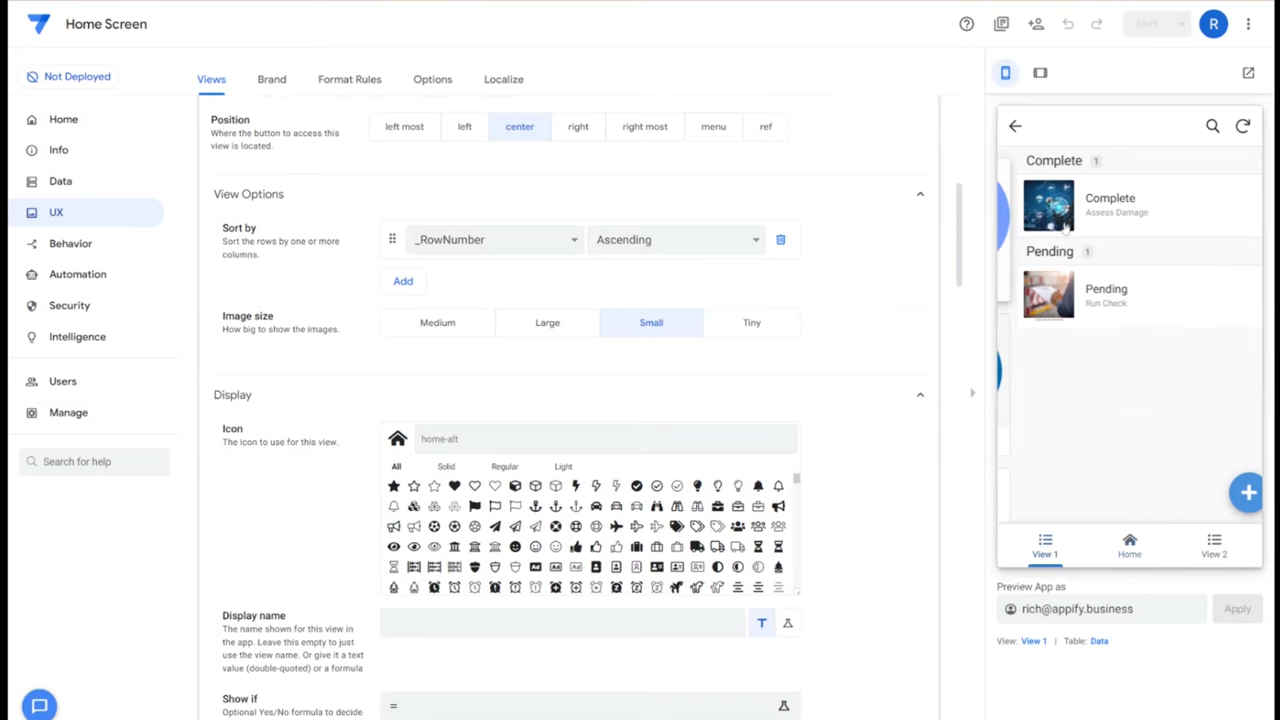 Home Screen
SAVE
R
Not Deployed
Views
Brand
Format Rules
Options
Localize
Home
Info
Data
UX
Behavior
Automation
Security
Intelligence
Users
Manage
Search for help
Position
Where the button to access this
view is located.
left most
left
center
right
right most
menu
ref
View Options
Sort by
Sort the rows by one or more
columns.
_RowNumber
Ascending
Add
Image size
How big to show the images.
Medium
Large
Small
Tiny
Display
Icon
The icon to use for this view.
home-alt
All
Solid
Regular
Light
Display name
The name shown for this view in
the app. Leave this empty to just
use the view name. Or give it a text
value (double-quoted) or a formula
T
Show if
Optional Yes/No formula to decide
=
Complete 1
Complete
Assess Damage
Pending 1
Pending
Run Check
View 1
Home
View 2
Preview App as
rich@appify.business
Apply
View: View 1 | Table: Data